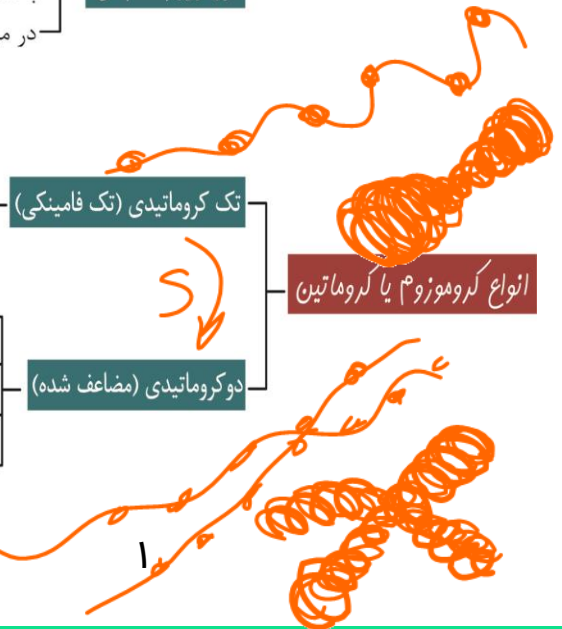 در م
تک کروماتیدی (تک فامینکی)
S
انواع کروموزوم یا کروماتین
دوکروماتیدی (مضاعف شده)
۱